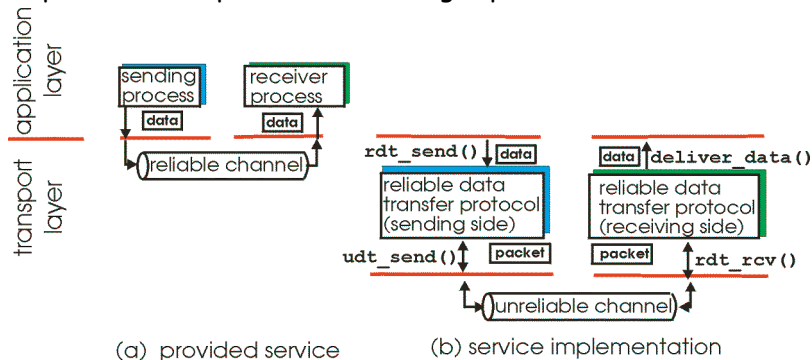 application
layer
transport
layer
sending
process
receiver
process
data
data
reliable channel
(a) provided service
rdt_send()
data
data
deliver_data()
reliable data
transfer protocol
(sending side)
reliable data
transfer protocol
(receiving side)
udt_send()
packet
packet
rdt_rcv()
unreliable channel
(b) service implementation